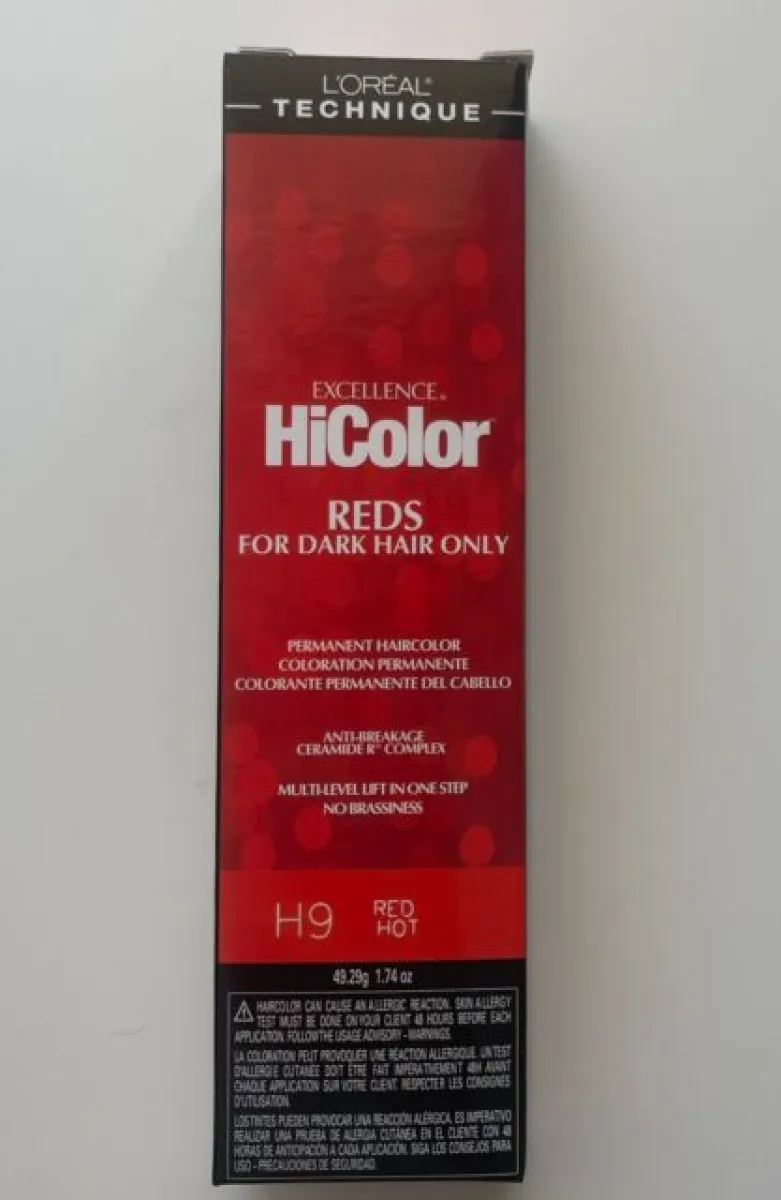 L'ORÉAL®
TECHNIQUE
EXCELLENCE®
HiColor™
REDS
FOR DARK HAIR ONLY
PERMANENT HAIRCOLOR
COLORATION PERMANENTE
COLORANTE PERMANENTE DEL CABELLO
ANTI-BREAKAGE
CERAMIDE R® COMPLEX
MULTI-LEVEL LIFT IN ONE STEP
NO BRASSINESS
H9 RED HOT
49.29g 1.74 oz
HAIRCOLOR CAN CAUSE AN ALLERGIC REACTION. SKIN ALLERGY
TEST MUST BE DONE ON YOUR CLIENT 48 HOURS BEFORE EACH
APPLICATION. FOLLOW THE USAGE ADVISORY - WARNINGS.
LA COLORATION PEUT PROVOQUER UNE RÉACTION ALLERGIQUE. UN TEST
D'ALLERGIE CUTANÉE DOIT ÊTRE FAIT IMPÉRATIVEMENT 48H AVANT
CHAQUE APPLICATION SUR VOTRE CLIENT. RESPECTER LES CONSIGNES
D'UTILISATION.
LOS TINTES PUEDEN PROVOCAR UNA REACCIÓN ALÉRGICA. ES IMPERATIVO
REALIZAR UNA PRUEBA DE ALERGIA CUTÁNEA EN EL CLIENTE CON 48
HORAS DE ANTICIPACIÓN A CADA APLICACIÓN. SIGA LOS CONSEJOS PARA
USO - PRECAUCIONES DE SEGURIDAD.